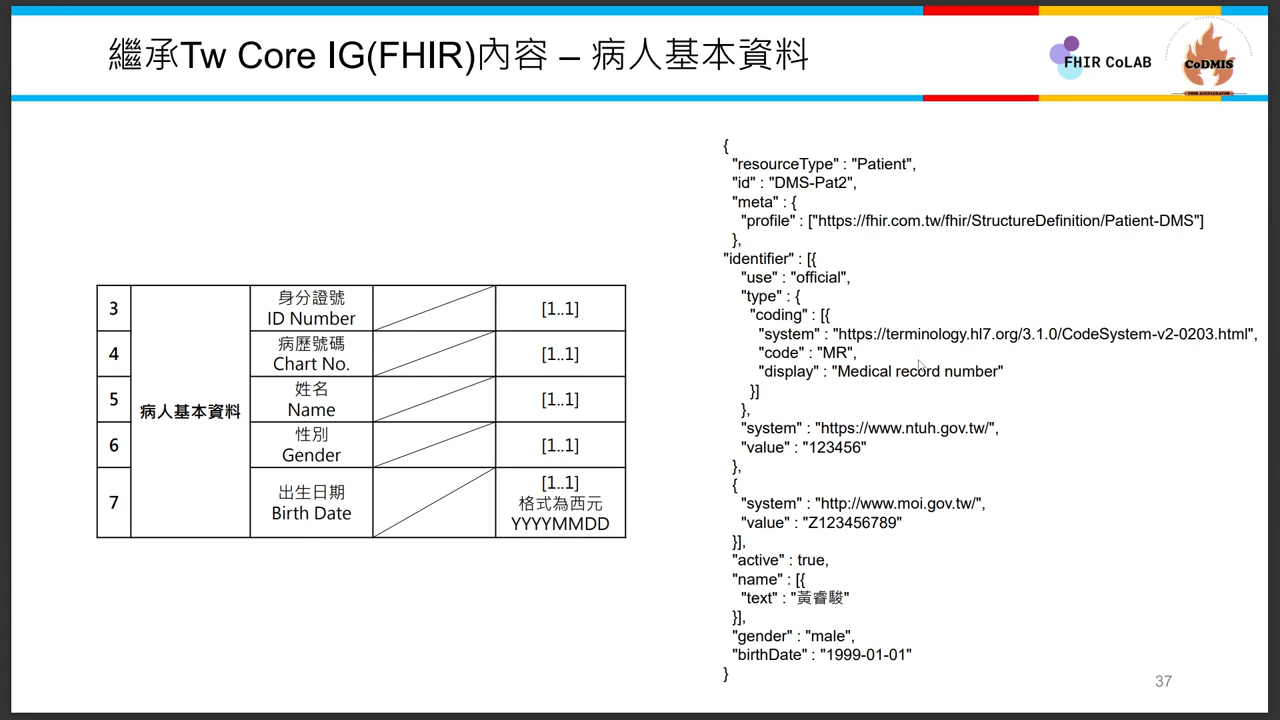 繼承Tw Core IG(FHIR)內容 – 病人基本資料
FHIR CoLAB
CoDMIS
FHIR ACCELERATOR
3
病人基本資料
身分證號
ID Number
[1..1]
4
病歷號碼
Chart No.
[1..1]
5
姓名
Name
[1..1]
6
性別
Gender
[1..1]
7
出生日期
Birth Date
[1..1]
格式為西元
YYYYMMDD
{
"resourceType" : "Patient",
"id" : "DMS-Pat2",
"meta" : {
"profile" : ["https://fhir.com.tw/fhir/StructureDefinition/Patient-DMS"]
},
"identifier" : [{
"use" : "official",
"type" : {
"coding" : [{
"system" : "https://terminology.hl7.org/3.1.0/CodeSystem-v2-0203.html",
"code" : "MR",
"display" : "Medical record number"
}]
},
"system" : "https://www.ntuh.gov.tw/",
"value" : "123456"
},
{
"system" : "http://www.moi.gov.tw/",
"value" : "Z123456789"
}],
"active" : true,
"name" : [{
"text" : "黃睿駿"
}],
"gender" : "male",
"birthDate" : "1999-01-01"
}
37